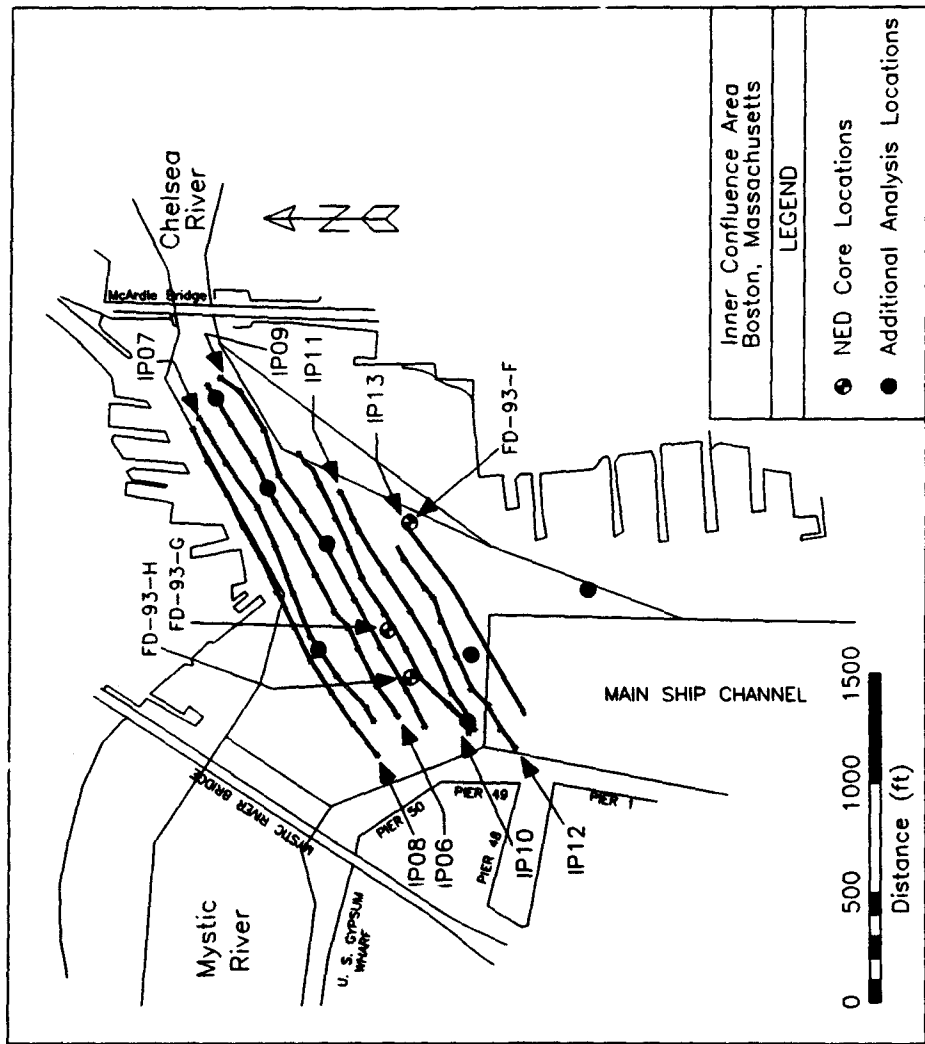 Chelsea
River
McArdle Bridge
IP07
IP09
IP11
IP13
FD-93-F
FD-93-H
FD-93-G
Mystic
River
MYSTIC RIVER BRIDGE
U. S. GYPSUM
WHARF
PIER 50
PIER 49
PIER 48
PIER 1
IP08
IP06
IP10
IP12
MAIN SHIP CHANNEL
N
0 500 1000 1500
Distance (ft)
Inner Confluence Area
Boston, Massachusetts
LEGEND
NED Core Locations
Additional Analysis Locations